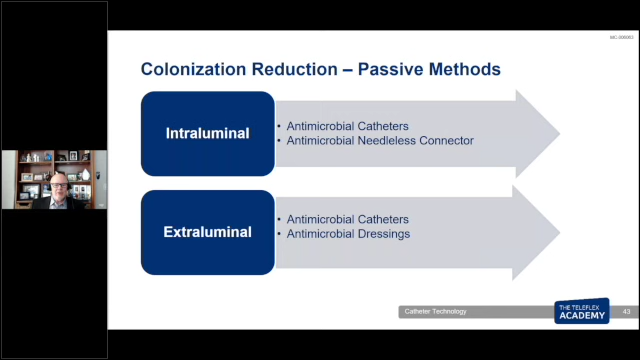 Colonization Reduction – Passive Methods
Intraluminal
• Antimicrobial Catheters
• Antimicrobial Needleless Connector
Extraluminal
• Antimicrobial Catheters
• Antimicrobial Dressings
Catheter Technology
THE TELEFLEX
ACADEMY
43